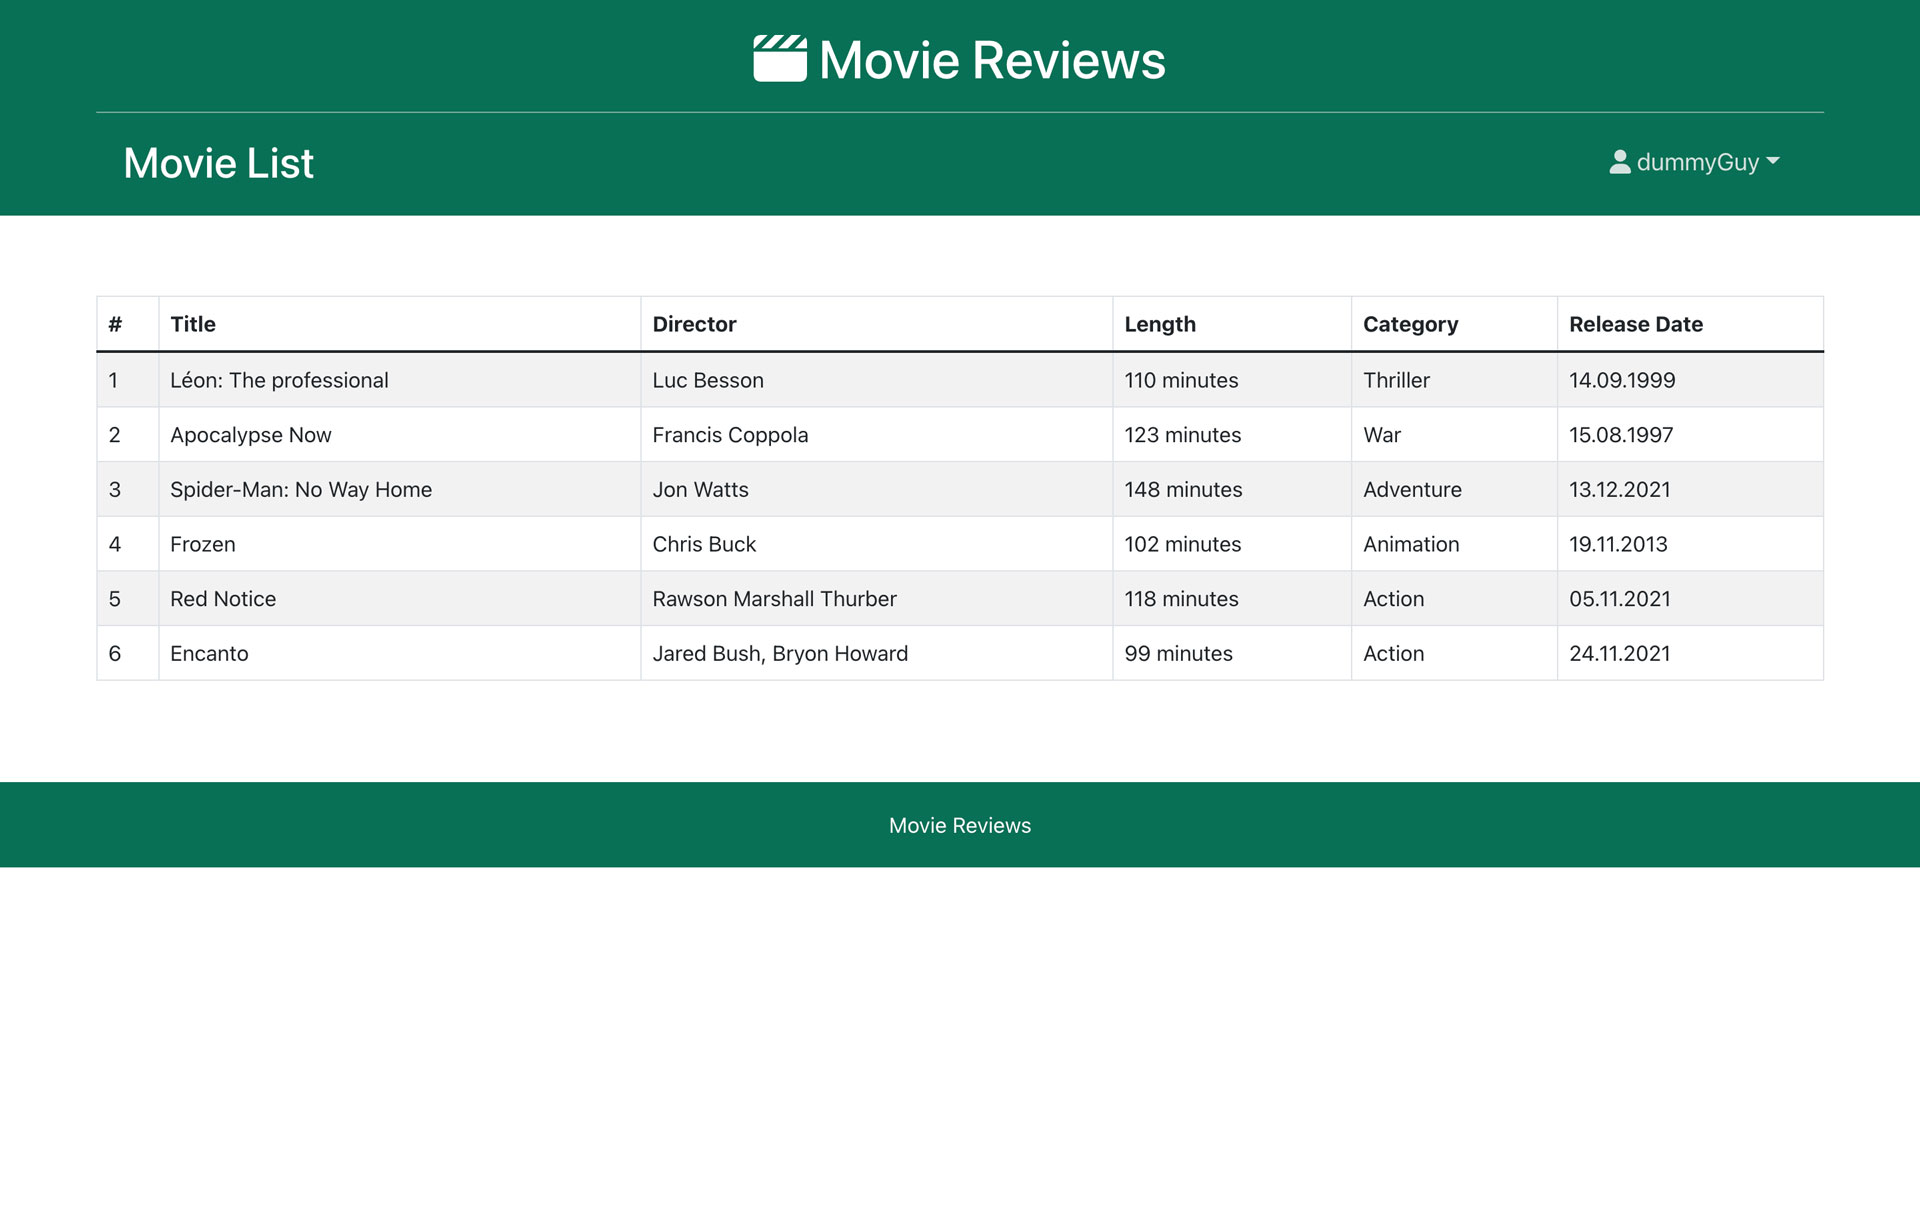 Movie Reviews
Movie List
dummyGuy
# Title Director Length Category Release Date
1 Léon: The professional Luc Besson 110 minutes Thriller 14.09.1999
2 Apocalypse Now Francis Coppola 123 minutes War 15.08.1997
3 Spider-Man: No Way Home Jon Watts 148 minutes Adventure 13.12.2021
4 Frozen Chris Buck 102 minutes Animation 19.11.2013
5 Red Notice Rawson Marshall Thurber 118 minutes Action 05.11.2021
6 Encanto Jared Bush, Bryon Howard 99 minutes Action 24.11.2021
Movie Reviews